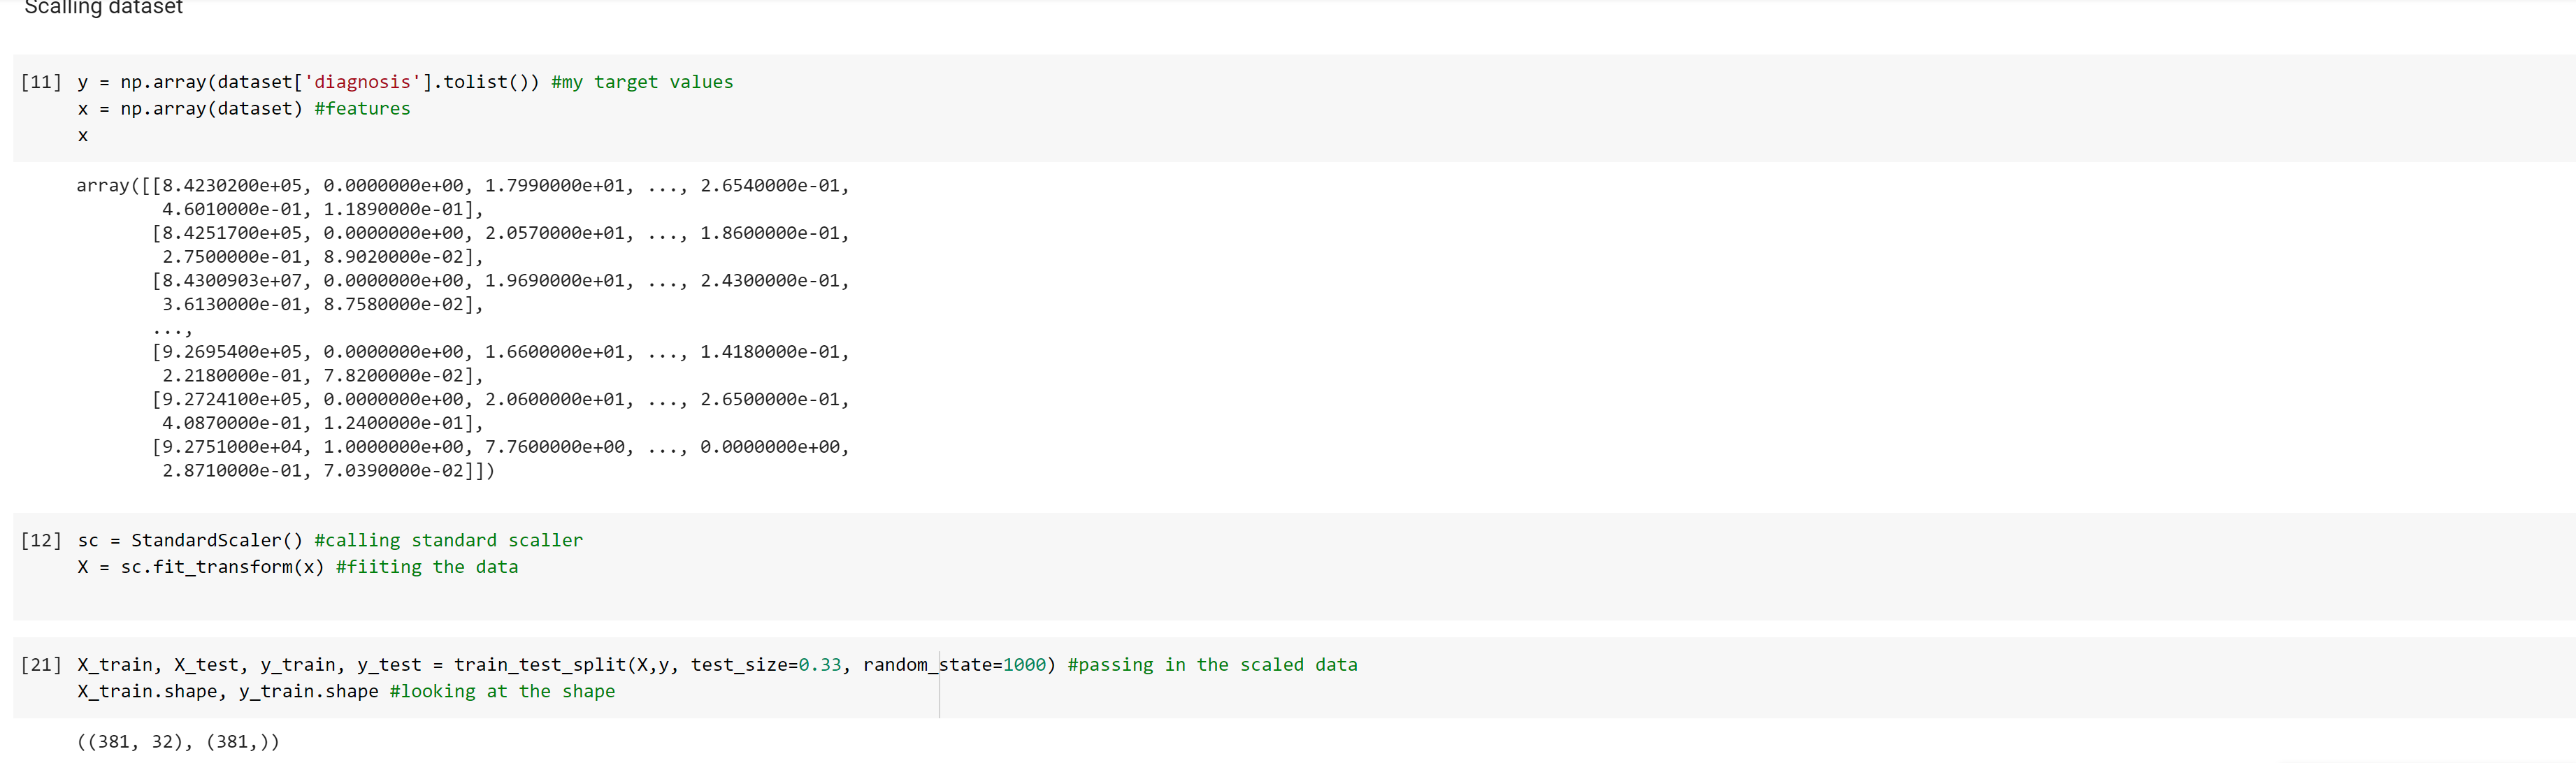 Scalling dataset
[11] y = np.array(dataset['diagnosis'].tolist()) #my target values
x = np.array(dataset) #features
x
array([[8.4230200e+05, 0.0000000e+00, 1.7990000e+01, ..., 2.6540000e-01,
4.6010000e-01, 1.1890000e-01],
[8.4251700e+05, 0.0000000e+00, 2.0570000e+01, ..., 1.8600000e-01,
2.7500000e-01, 8.9020000e-02],
[8.4300903e+07, 0.0000000e+00, 1.9690000e+01, ..., 2.4300000e-01,
3.6130000e-01, 8.7580000e-02],
...,
[9.2695400e+05, 0.0000000e+00, 1.6600000e+01, ..., 1.4180000e-01,
2.2180000e-01, 7.8200000e-02],
[9.2724100e+05, 0.0000000e+00, 2.0600000e+01, ..., 2.6500000e-01,
4.0870000e-01, 1.2400000e-01],
[9.2751000e+04, 1.0000000e+00, 7.7600000e+00, ..., 0.0000000e+00,
2.8710000e-01, 7.0390000e-02]])
[12] sc = StandardScaler() #calling standard scaller
X = sc.fit_transform(x) #fiiting the data
[21] X_train, X_test, y_train, y_test = train_test_split(X,y, test_size=0.33, random_state=1000) #passing in the scaled data
X_train.shape, y_train.shape #looking at the shape
((381, 32), (381,))